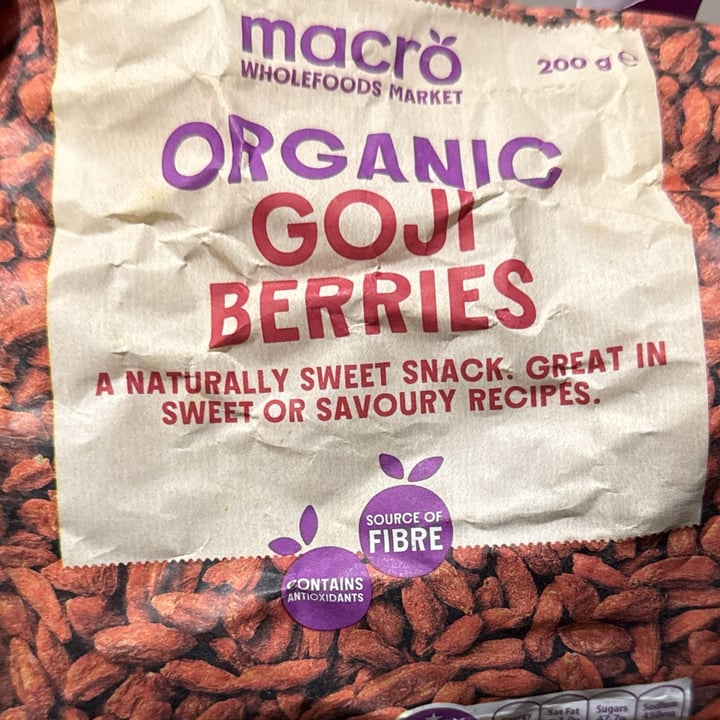 macro
WHOLEFOODS MARKET
200 g e
ORGANIC
GOJI
BERRIES
A NATURALLY SWEET SNACK. GREAT IN
SWEET OR SAVOURY RECIPES.
SOURCE OF
FIBRE
CONTAINS
ANTIOXIDANTS
Sat Fat
Sugars
Sodium